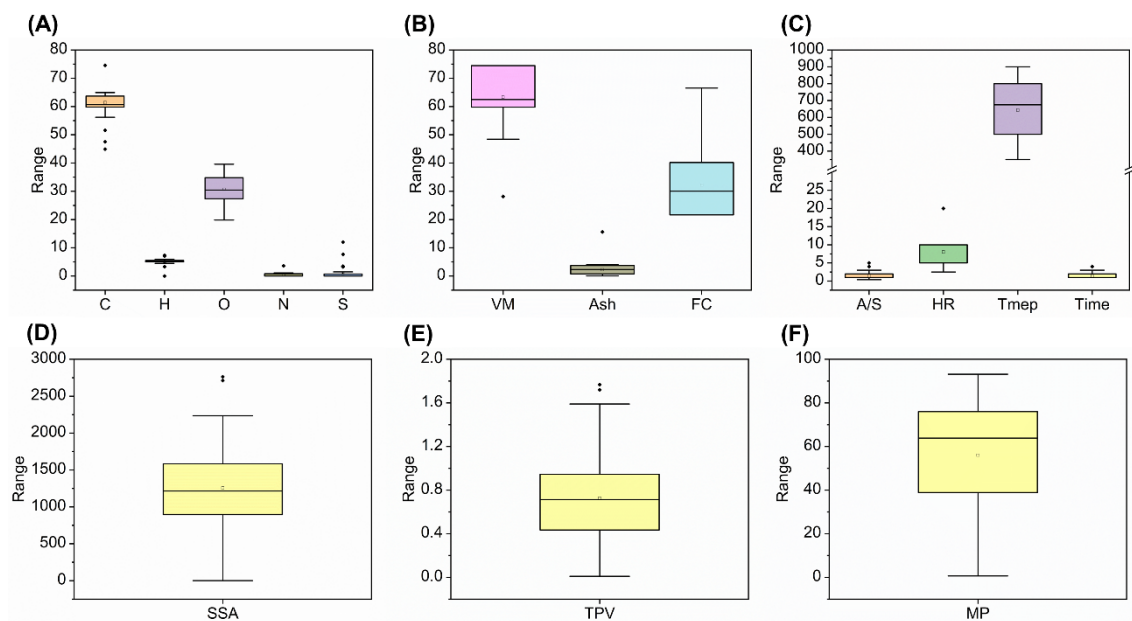 (A)
80
70
60
50
40
30
20
10
0
Range
C H O N S
(B)
80
70
60
50
40
30
20
10
0
Range
VM Ash FC
(C)
1000
900
800
700
600
500
400
25
20
15
10
5
0
Range
A/S HR Tmep Time
(D)
3000
2500
2000
1500
1000
500
0
Range
SSA
(E)
2.0
1.6
1.2
0.8
0.4
0.0
Range
TPV
(F)
100
80
60
40
20
0
Range
MP